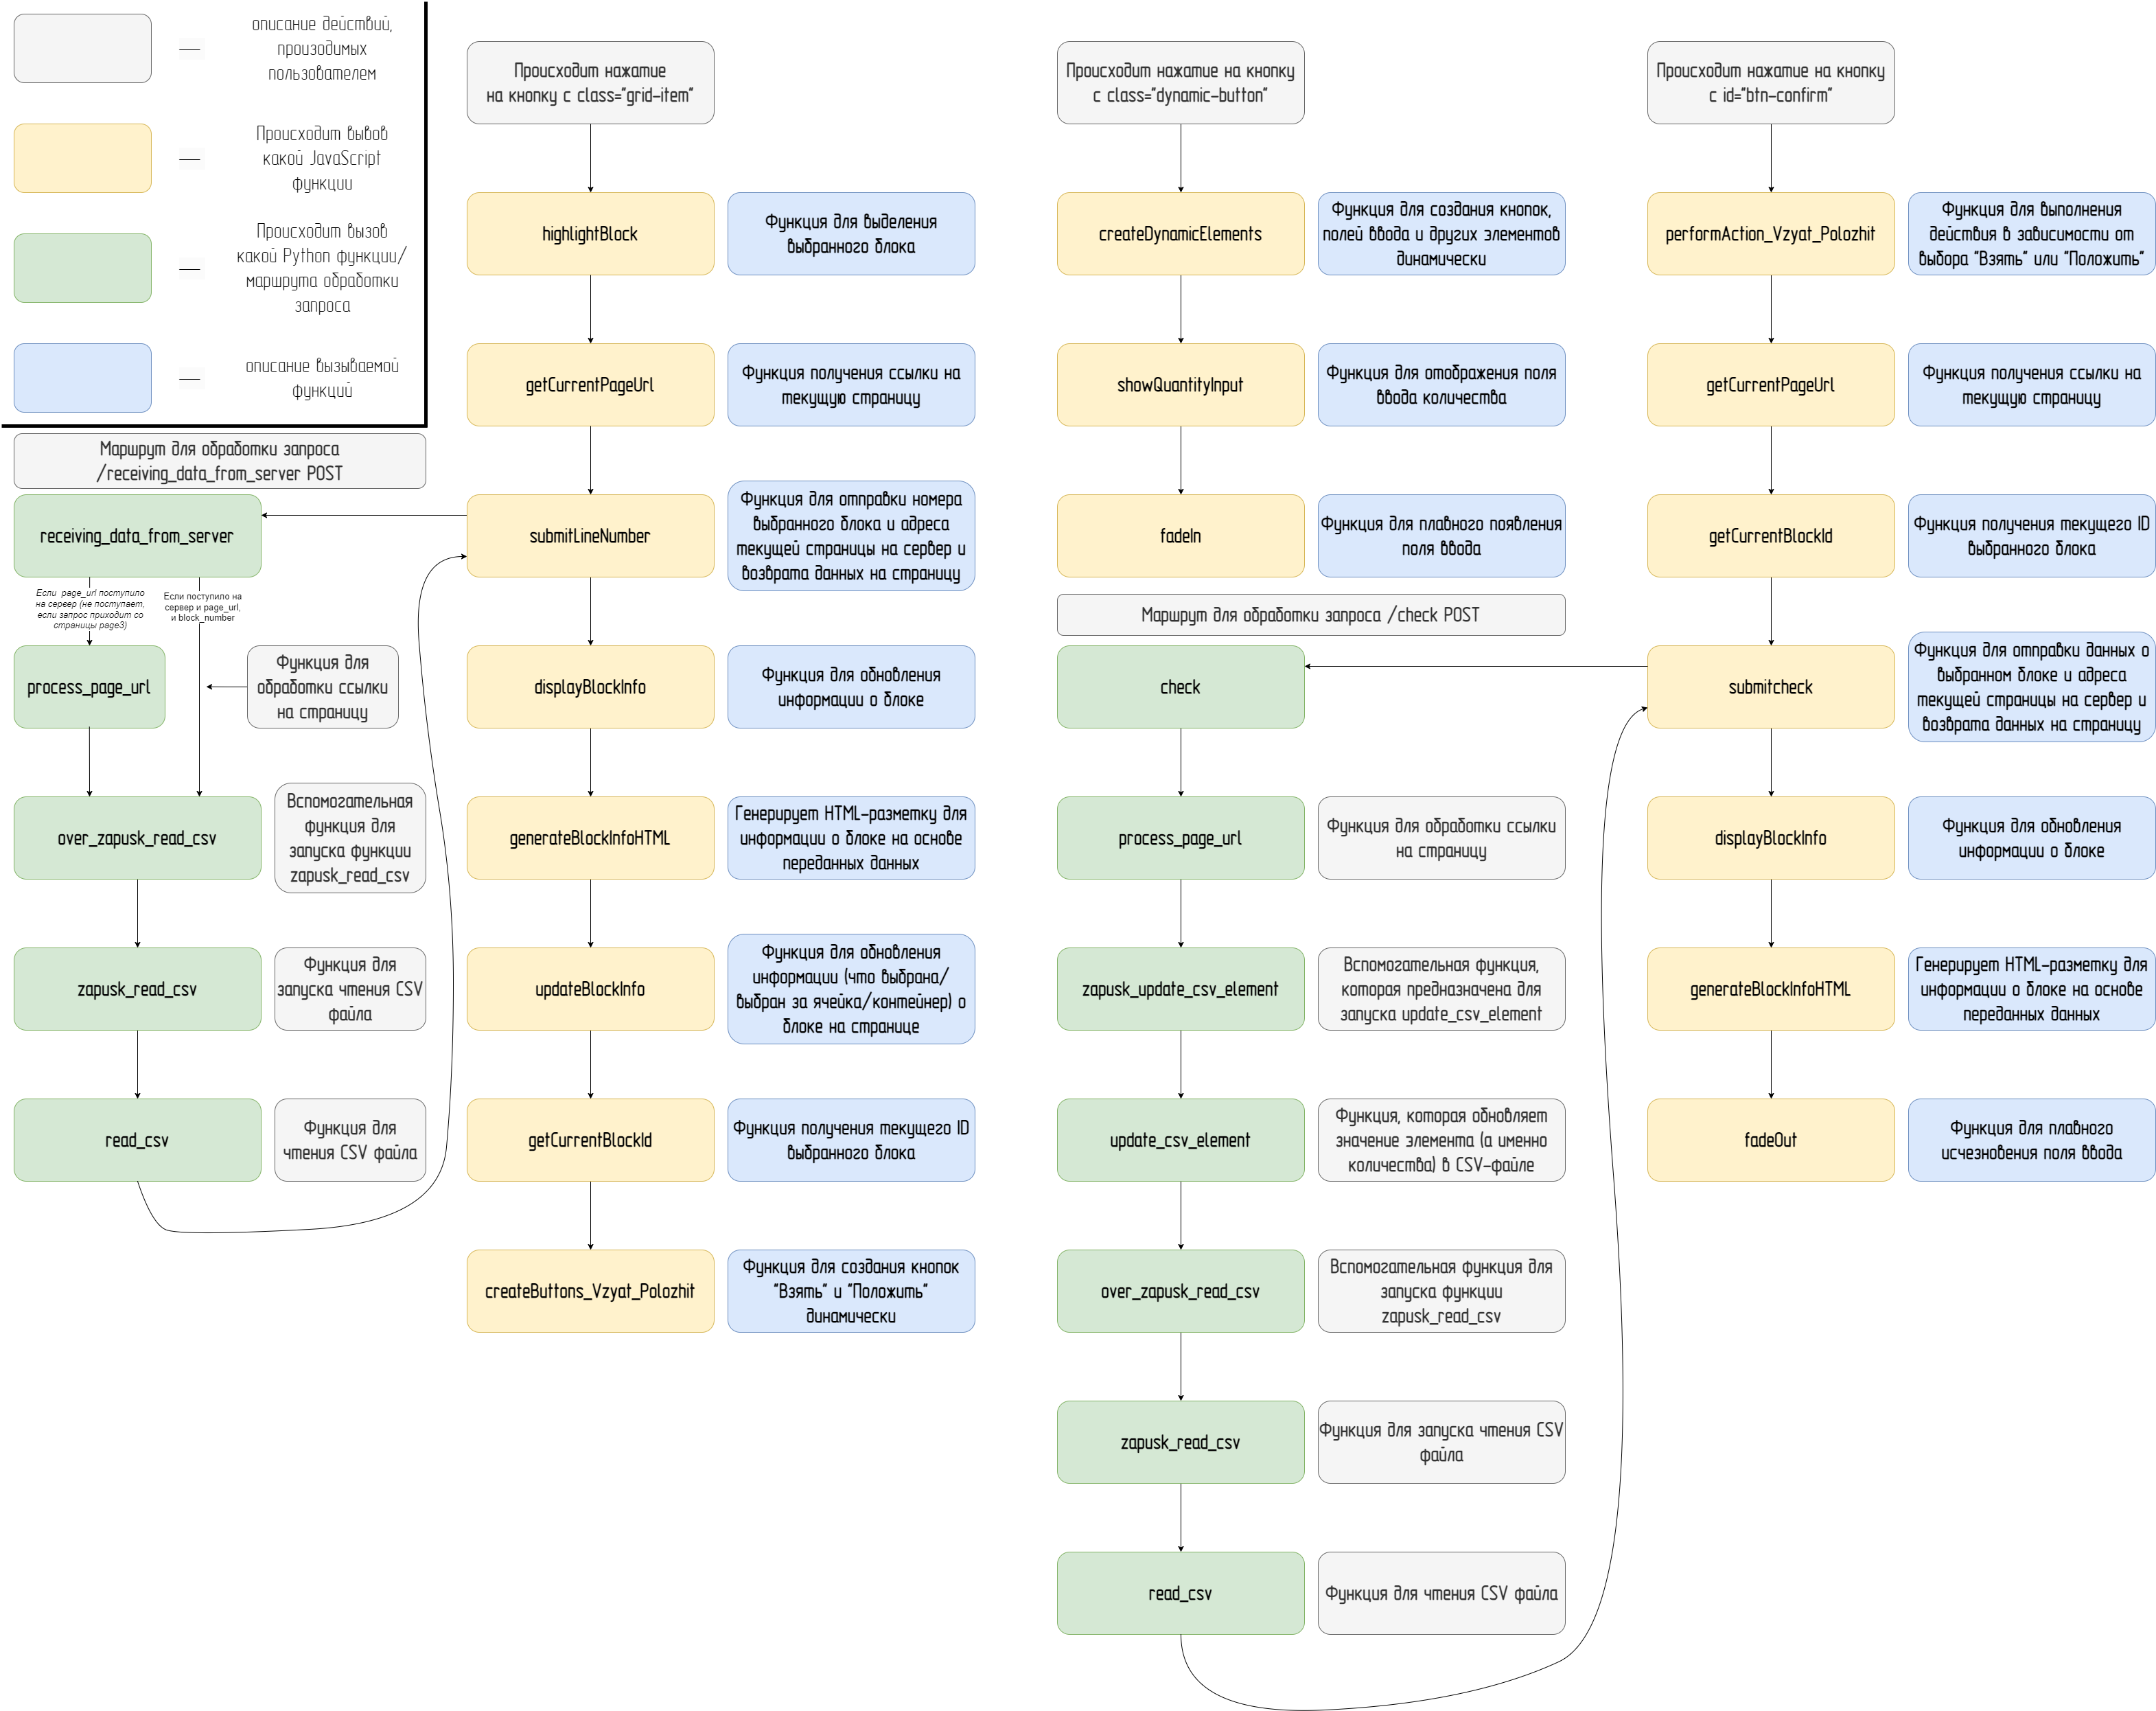 описание действий,
произодимых
пользователем
Происходит вывов
какой JavaScript
функции
Происходит вызов
какой Python функции/
маршрута обработки
запроса
описание вызываемой
функций
Маршрут для обработки запроса
/receiving_data_from_server POST
receiving_data_from_server
Если page_url поступило
на сервер (не поступает,
если запрос приходит со
страницы page3)
Если поступило на
сервер и page_url,
и block_number
process_page_url
Функция для
обработки ссылки
на страницу
over_zapusk_read_csv
Вспомогательная
функция для
запуска функции
zapusk_read_csv
zapusk_read_csv
Функция для
запуска чтения CSV
файла
read_csv
Функция для
чтения CSV файла
Происходит нажатие
на кнопку с class="grid-item"
highlightBlock
Функция для выделения
выбранного блока
getCurrentPageUrl
Функция получения ссылки на
текущую страницу
submitLineNumber
Функция для отправки номера
выбранного блока и адреса
текущей страницы на сервер и
возврата данных на страницу
displayBlockInfo
Функция для обновления
информации о блоке
generateBlockInfoHTML
Генерирует HTML-разметку для
информации о блоке на основе
переданных данных
updateBlockInfo
Функция для обновления
информации (что выбрана/
выбран за ячейка/контейнер) о
блоке на странице
getCurrentBlockId
Функция получения текущего ID
выбранного блока
createButtons_Vzyat_Polozhit
Функция для создания кнопок
"Взять" и "Положить"
динамически
Происходит нажатие на кнопку
с class="dynamic-button"
createDynamicElements
Функция для создания кнопок,
полей ввода и других элементов
динамически
showQuantityInput
Функция для отображения поля
ввода количества
fadeIn
Функция для плавного появления
поля ввода
Маршрут для обработки запроса /check POST
check
process_page_url
Функция для обработки ссылки
на страницу
zapusk_update_csv_element
Вспомогательная функция,
которая предназначена для
запуска update_csv_element
update_csv_element
Функция, которая обновляет
значение элемента (а именно
количества) в CSV-файле
over_zapusk_read_csv
Вспомогательная функция для
запуска функции
zapusk_read_csv
zapusk_read_csv
Функция для запуска чтения CSV
файла
read_csv
Функция для чтения CSV файла
Происходит нажатие на кнопку
с id="btn-confirm"
performAction_Vzyat_Polozhit
Функция для выполнения
действия в зависимости от
выбора "Взять" или "Положить"
getCurrentPageUrl
Функция получения ссылки на
текущую страницу
getCurrentBlockId
Функция получения текущего ID
выбранного блока
submitcheck
Функция для отправки данных о
выбранном блоке и адреса
текущей страницы на сервер и
возврата данных на страницу
displayBlockInfo
Функция для обновления
информации о блоке
generateBlockInfoHTML
Генерирует HTML-разметку для
информации о блоке на основе
переданных данных
fadeOut
Функция для плавного
исчезновения поля ввода